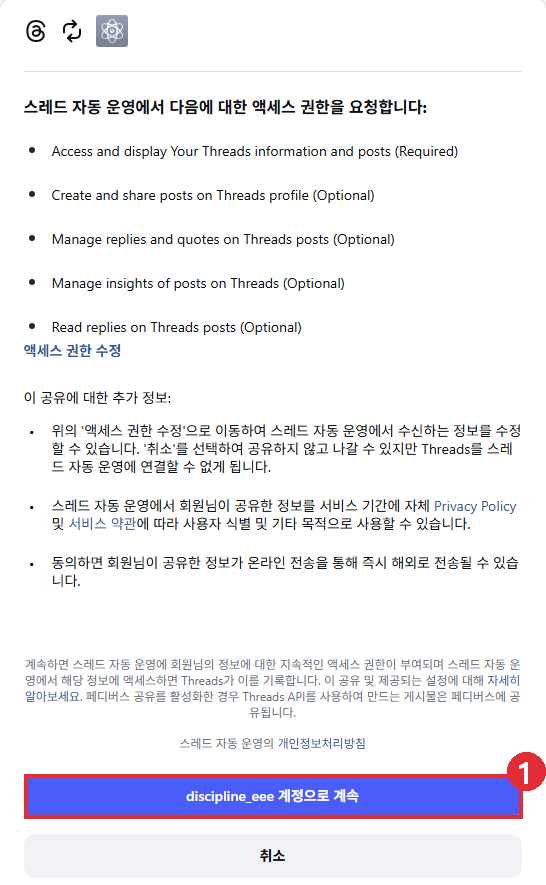 스레드 자동 운영에서 다음에 대한 액세스 권한을 요청합니다:
• Access and display Your Threads information and posts (Required)
• Create and share posts on Threads profile (Optional)
• Manage replies and quotes on Threads posts (Optional)
• Manage insights of posts on Threads (Optional)
• Read replies on Threads posts (Optional)
액세스 권한 수정
이 공유에 대한 추가 정보:
• 위의 '액세스 권한 수정'으로 이동하여 스레드 자동 운영에서 수신하는 정보를 수정
할 수 있습니다. '취소'를 선택하여 공유하지 않고 나갈 수 있지만 Threads를 스레
드 자동 운영에 연결할 수 없게 됩니다.
• 스레드 자동 운영에서 회원님이 공유한 정보를 서비스 기간에 자체 Privacy Policy
및 서비스 약관에 따라 사용자 식별 및 기타 목적으로 사용할 수 있습니다.
• 동의하면 회원님이 공유한 정보가 온라인 전송을 통해 즉시 해외로 전송될 수 있습
니다.
계속하면 스레드 자동 운영에 회원님의 정보에 대한 지속적인 액세스 권한이 부여되며 스레드 자동 운
영에서 해당 정보에 액세스하면 Threads가 이를 기록합니다. 이 공유 및 제공되는 설정에 대해 자세히
알아보세요. 페디버스 공유를 활성화한 경우 Threads API를 사용하여 만드는 게시물은 페디버스에 공
유됩니다.
스레드 자동 운영의 개인정보처리방침
1
discipline_eee 계정으로 계속
취소